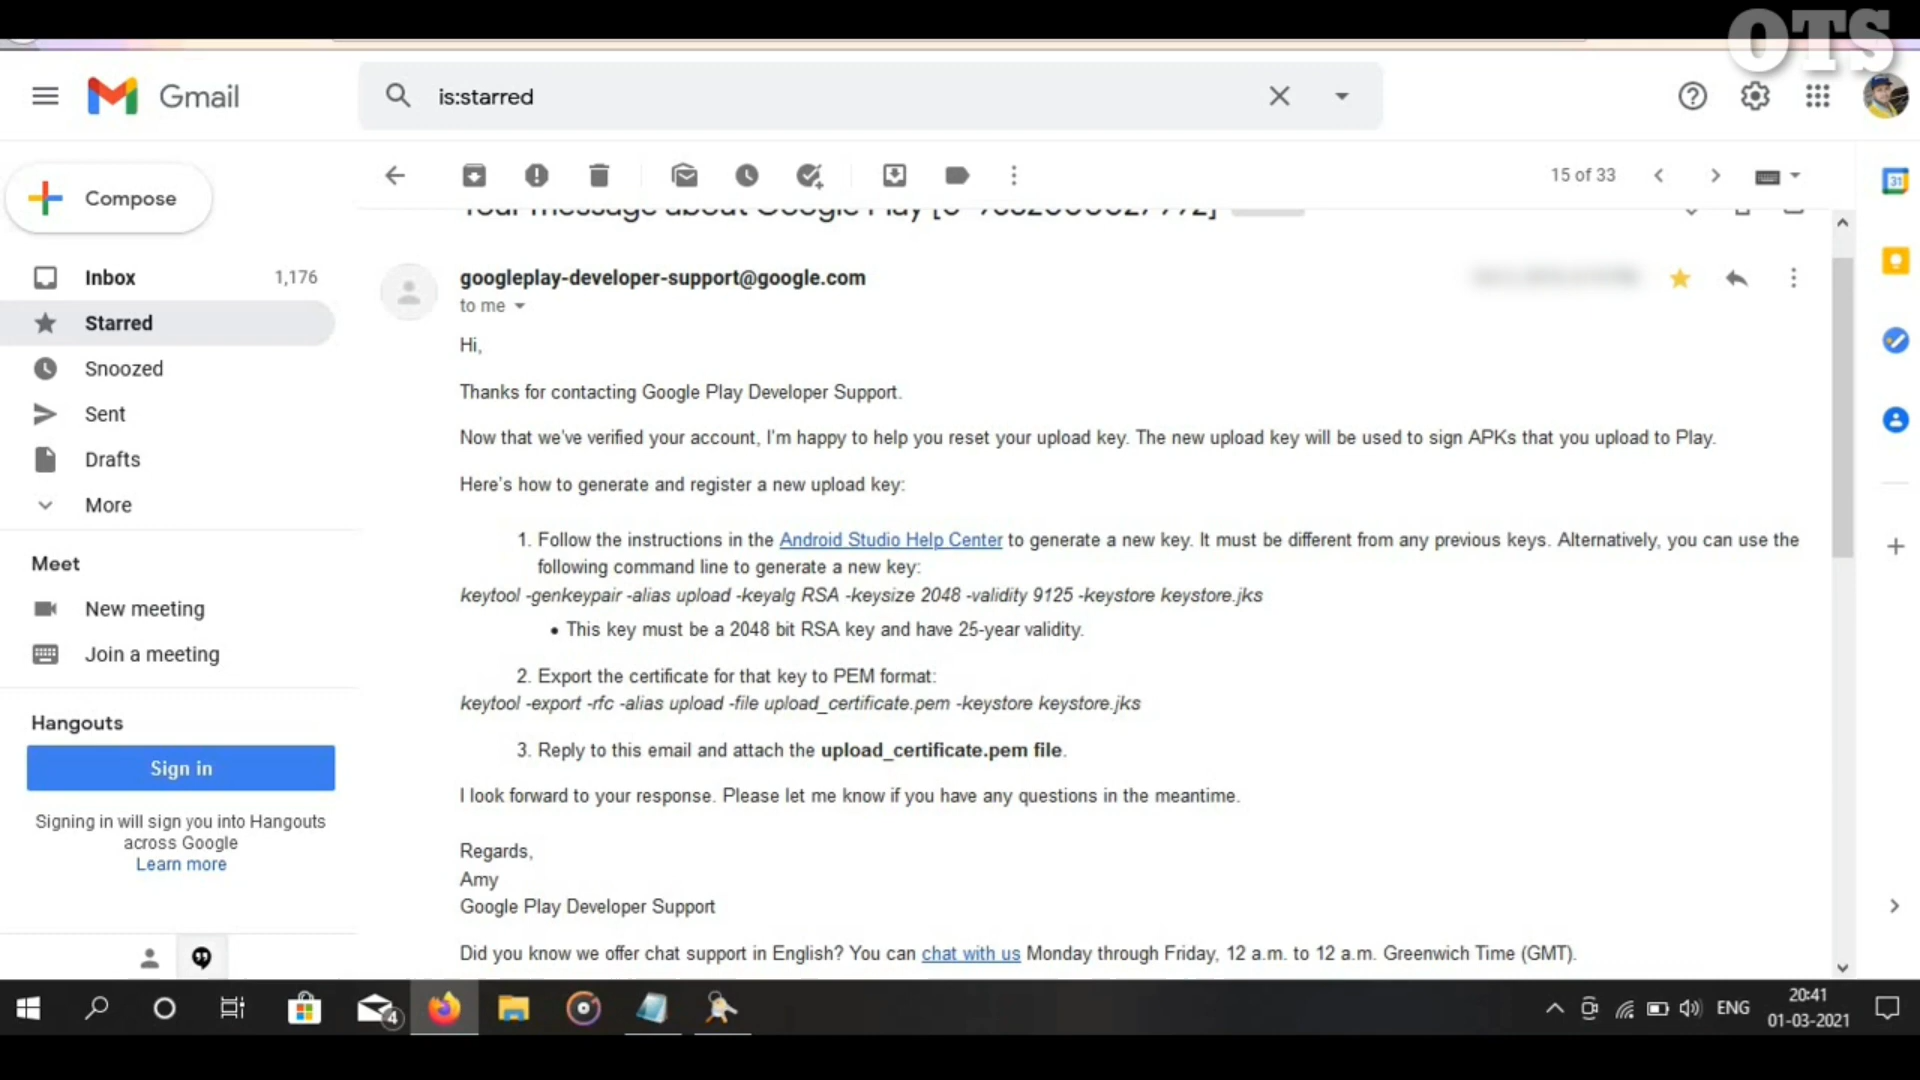 OTS
Gmail
is:starred
15 of 33
31
Compose
Your message about Google Play
Inbox 1,176
googleplay-developer-support@google.com
to me
Starred
Hi,
Snoozed
Thanks for contacting Google Play Developer Support.
Sent
Now that we've verified your account, I'm happy to help you reset your upload key. The new upload key will be used to sign APKs that you upload to Play.
Drafts
Here's how to generate and register a new upload key:
More
1. Follow the instructions in the Android Studio Help Center to generate a new key. It must be different from any previous keys. Alternatively, you can use the
following command line to generate a new key:
Meet
keytool -genkeypair -alias upload -keyalg RSA -keysize 2048 -validity 9125 -keystore keystore.jks
New meeting
• This key must be a 2048 bit RSA key and have 25-year validity.
Join a meeting
2. Export the certificate for that key to PEM format:
keytool -export -rfc -alias upload -file upload_certificate.pem -keystore keystore.jks
Hangouts
3. Reply to this email and attach the upload_certificate.pem file.
Sign in
I look forward to your response. Please let me know if you have any questions in the meantime.
Signing in will sign you into Hangouts
across Google
Learn more
Regards,
Amy
Google Play Developer Support
Did you know we offer chat support in English? You can chat with us Monday through Friday, 12 a.m. to 12 a.m. Greenwich Time (GMT).
4
ENG
20:41
01-03-2021